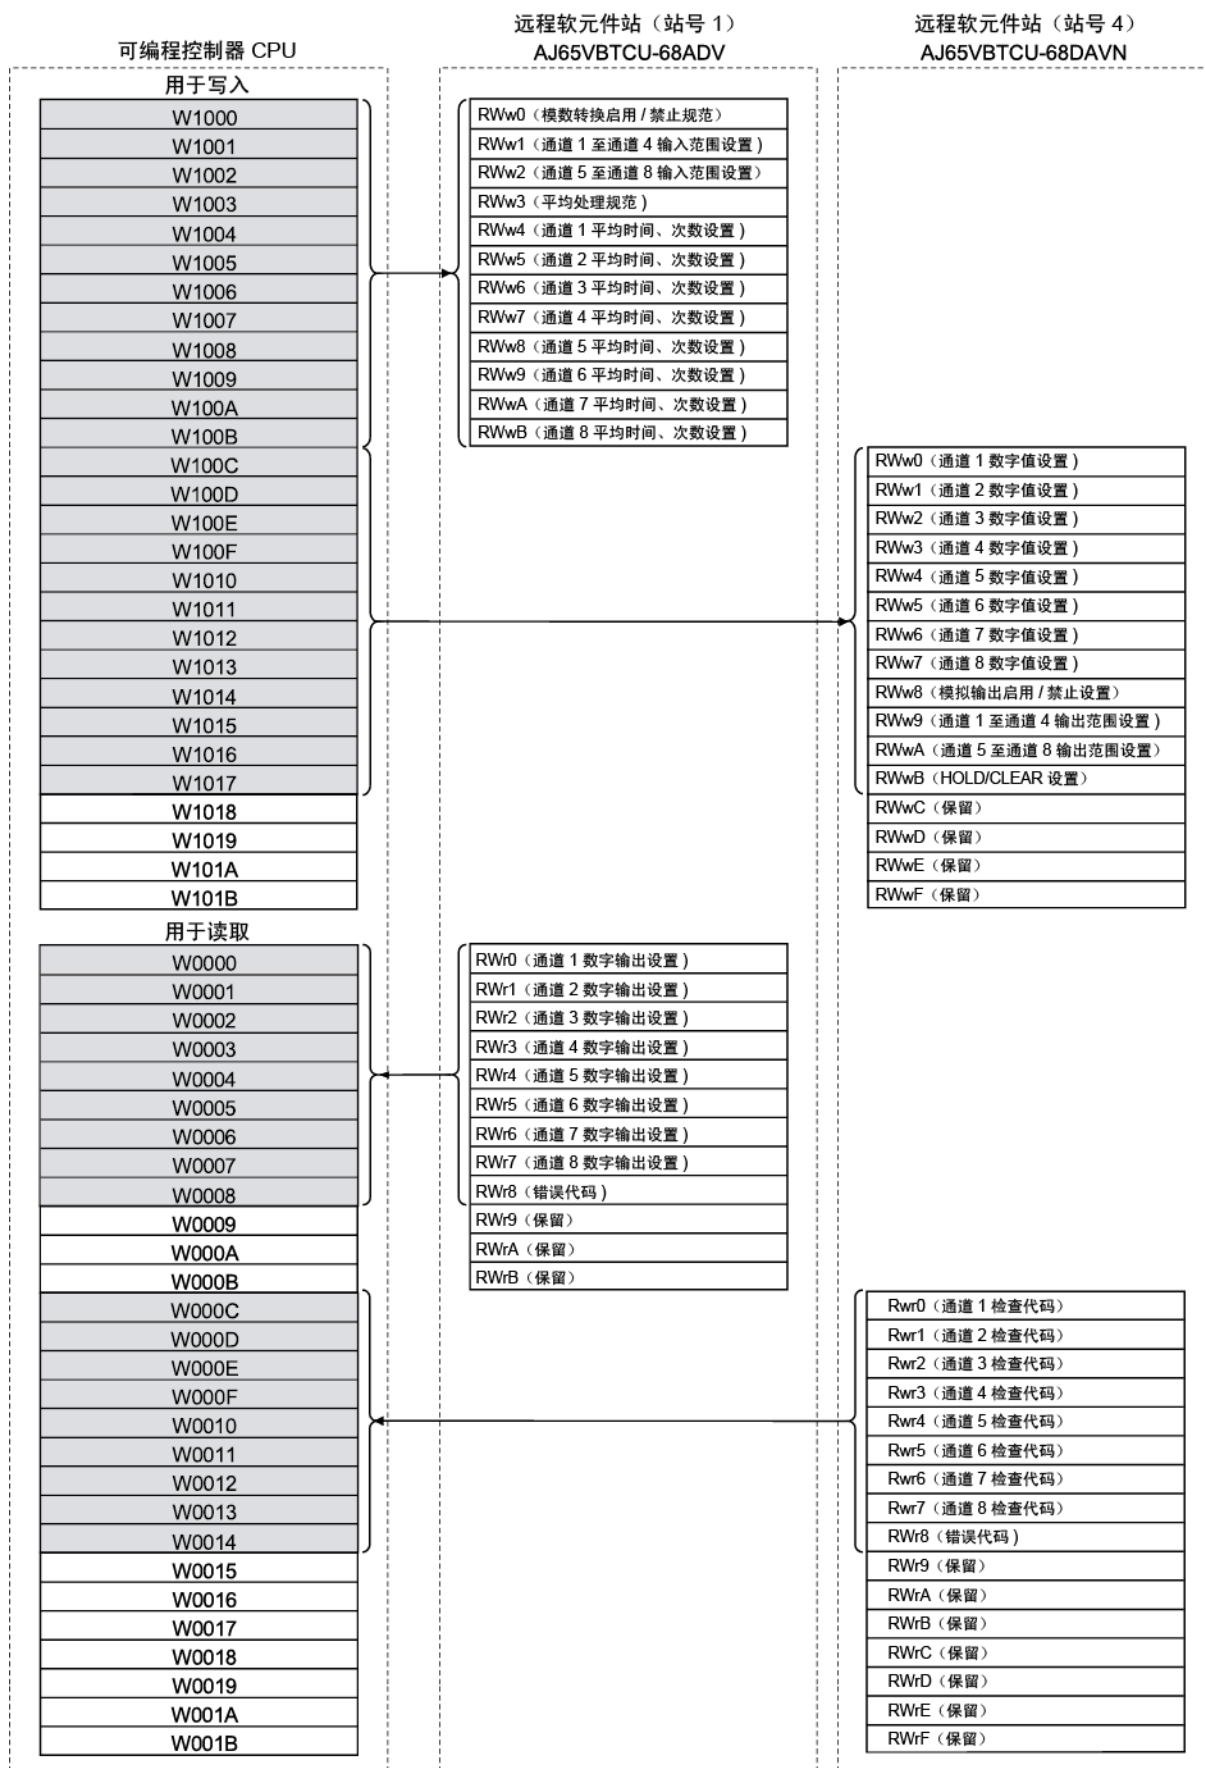 远程软元件站（站号 1）
AJ65VBTCU-68ADV
远程软元件站（站号 4）
AJ65VBTCU-68DAVN
可编程控制器 CPU
用于写入
W1000
W1001
W1002
W1003
W1004
W1005
W1006
W1007
W1008
W1009
W100A
W100B
W100C
W100D
W100E
W100F
W1010
W1011
W1012
W1013
W1014
W1015
W1016
W1017
W1018
W1019
W101A
W101B
RWw0（模数转换启用 / 禁止规范）
RWw1（通道 1 至通道 4 输入范围设置 )
RWw2（通道 5 至通道 8 输入范围设置）
RWw3（平均处理规范 )
RWw4（通道 1 平均时间、次数设置 )
RWw5（通道 2 平均时间、次数设置 )
RWw6（通道 3 平均时间、次数设置 )
RWw7（通道 4 平均时间、次数设置 )
RWw8（通道 5 平均时间、次数设置 )
RWw9（通道 6 平均时间、次数设置 )
RWwA（通道 7 平均时间、次数设置 )
RWwB（通道 8 平均时间、次数设置 )
RWw0（通道 1 数字值设置 )
RWw1（通道 2 数字值设置 )
RWw2（通道 3 数字值设置 )
RWw3（通道 4 数字值设置 )
RWw4（通道 5 数字值设置 )
RWw5（通道 6 数字值设置 )
RWw6（通道 7 数字值设置 )
RWw7（通道 8 数字值设置 )
RWw8（模拟输出启用 / 禁止设置）
RWw9（通道 1 至通道 4 输出范围设置 )
RWwA（通道 5 至通道 8 输出范围设置）
RWwB（HOLD/CLEAR 设置）
RWwC（保留）
RWwD（保留）
RWwE（保留）
RWwF（保留）
用于读取
W0000
W0001
W0002
W0003
W0004
W0005
W0006
W0007
W0008
W0009
W000A
W000B
W000C
W000D
W000E
W000F
W0010
W0011
W0012
W0013
W0014
W0015
W0016
W0017
W0018
W0019
W001A
W001B
RWr0（通道 1 数字输出设置 )
RWr1（通道 2 数字输出设置 )
RWr2（通道 3 数字输出设置 )
RWr3（通道 4 数字输出设置 )
RWr4（通道 5 数字输出设置 )
RWr5（通道 6 数字输出设置 )
RWr6（通道 7 数字输出设置 )
RWr7（通道 8 数字输出设置 )
RWr8（错误代码 )
RWr9（保留）
RWrA（保留）
RWrB（保留）
Rwr0（通道 1 检查代码）
Rwr1（通道 2 检查代码）
Rwr2（通道 3 检查代码）
Rwr3（通道 4 检查代码）
Rwr4（通道 5 检查代码）
Rwr5（通道 6 检查代码）
Rwr6（通道 7 检查代码）
Rwr7（通道 8 检查代码）
RWr8（错误代码 )
RWr9（保留）
RWrA（保留）
RWrB（保留）
RWrC（保留）
RWrD（保留）
RWrE（保留）
RWrF（保留）